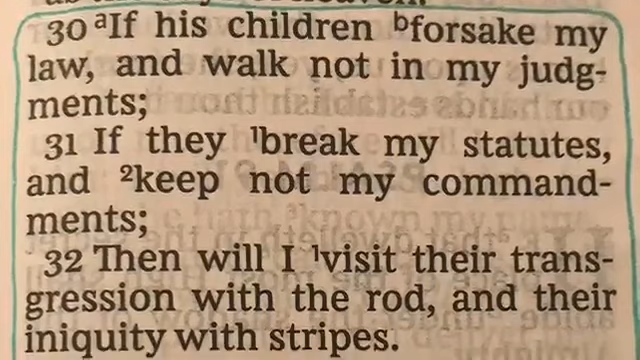 30 aIf his children bforsake my
law, and walk not in my judg-
ments;
31 If they 1break my statutes,
and 2keep not my command-
ments;
32 Then will I 1visit their trans-
gression with the rod, and their
iniquity with stripes.